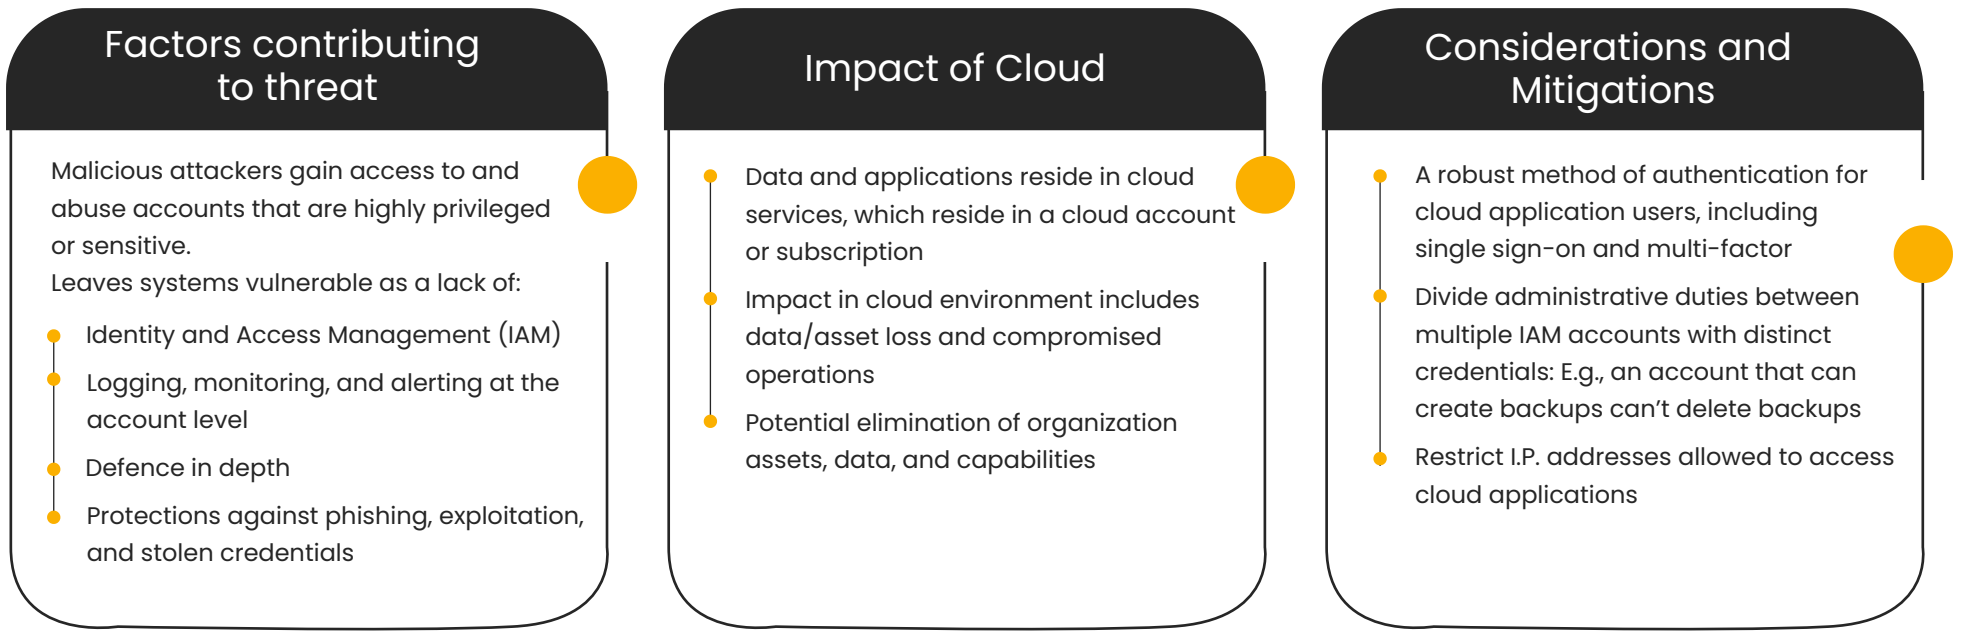 Factors contributing
to threat
Malicious attackers gain access to and
abuse accounts that are highly privileged
or sensitive.
Leaves systems vulnerable as a lack of:
Identity and Access Management (IAM)
Logging, monitoring, and alerting at the
account level
Defence in depth
Protections against phishing, exploitation,
and stolen credentials
Impact of Cloud
Data and applications reside in cloud
services, which reside in a cloud account
or subscription
Impact in cloud environment includes
data/asset loss and compromised
operations
Potential elimination of organization
assets, data, and capabilities
Considerations and
Mitigations
A robust method of authentication for
cloud application users, including
single sign-on and multi-factor
Divide administrative duties between
multiple IAM accounts with distinct
credentials: E.g., an account that can
create backups can’t delete backups
Restrict I.P. addresses allowed to access
cloud applications